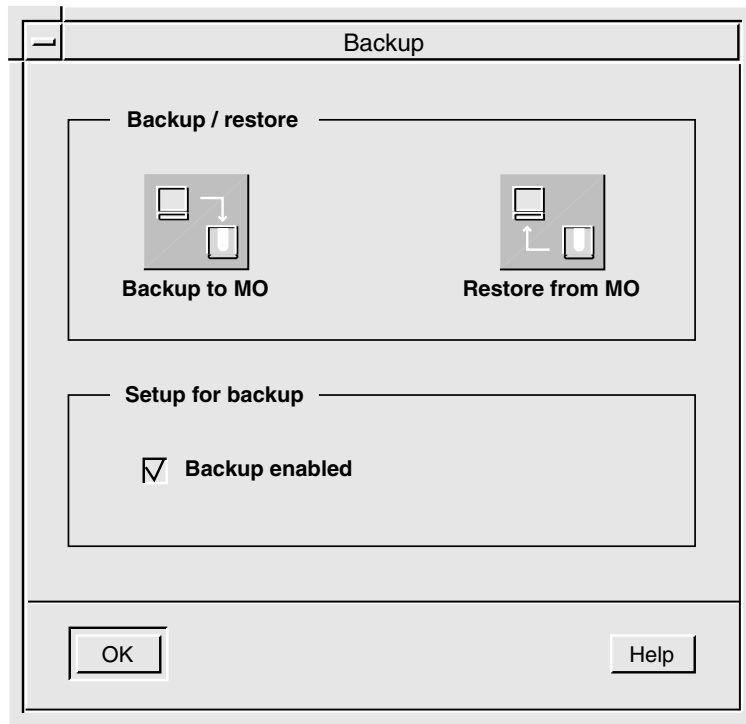 Backup
Backup / restore
Backup to MO
Restore from MO
Setup for backup
Backup enabled
OK
Help